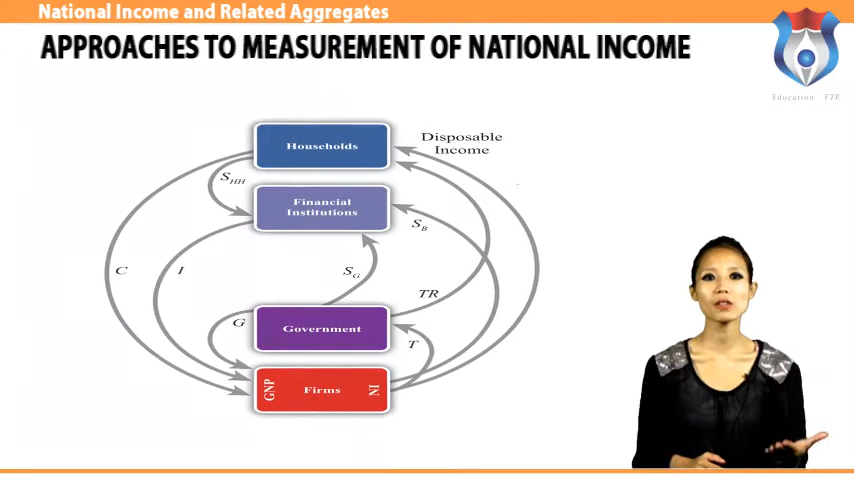 National Income and Related Aggregates
APPROACHES TO MEASUREMENT OF NATIONAL INCOME
Education FZE
Households
Disposable
Income
S_HH
Financial
Institutions
S_B
C
I
S_G
TR
G
Government
T
GNP
Firms
NI